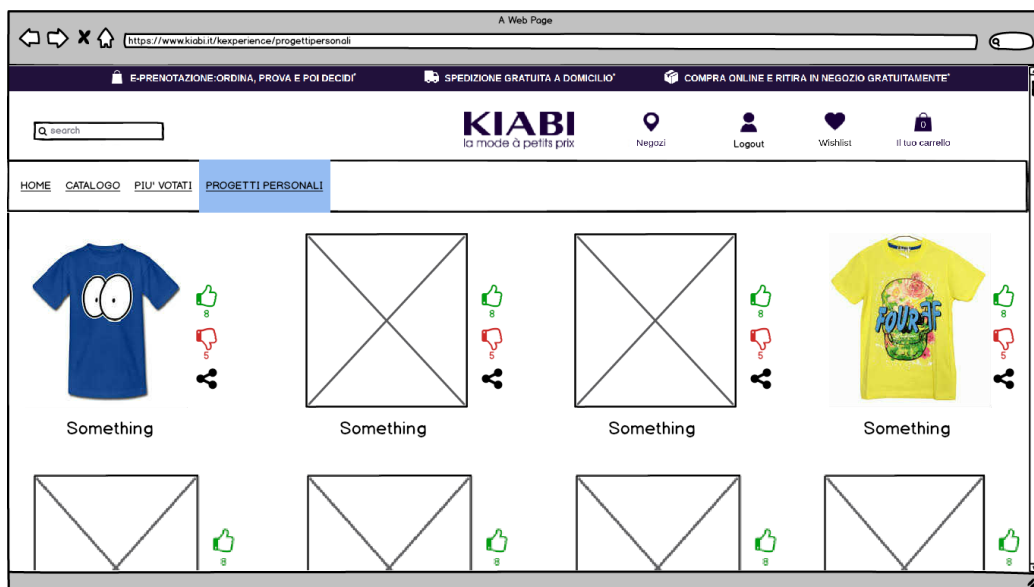 A Web Page
https://www.kiabi.it/kexperience/progettipersonali
E-PRENOTAZIONE:ORDINA, PROVA E POI DECIDI* SPEDIZIONE GRATUITA A DOMICILIO* COMPRA ONLINE E RITIRA IN NEGOZIO GRATUITAMENTE*
search
KIABI
la mode à petits prix
Negozi
Logout
Wishlist
0
Il tuo carrello
HOME CATALOGO PIU' VOTATI PROGETTI PERSONALI
8
5
8
5
8
5
FOUR
8
5
Something Something Something Something
8 8 8 8